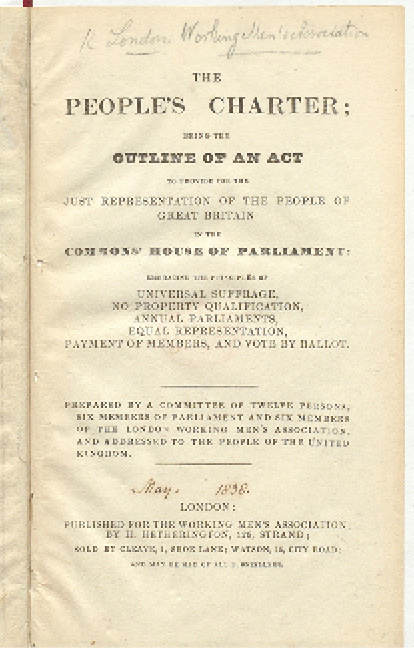 London Working Men's Association
THE
PEOPLE'S CHARTER;
BEING THE
OUTLINE OF AN ACT
TO PROVIDE FOR THE
JUST REPRESENTATION OF THE PEOPLE OF
GREAT BRITAIN
IN THE
COMMONS' HOUSE OF PARLIAMENT:
EMBRACING THE PRINCIPLES OF
UNIVERSAL SUFFRAGE,
NO PROPERTY QUALIFICATION,
ANNUAL PARLIAMENTS,
EQUAL REPRESENTATION,
PAYMENT OF MEMBERS, AND VOTE BY BALLOT.
PREPARED BY A COMMITTEE OF TWELVE PERSONS,
SIX MEMBERS OF PARLIAMENT AND SIX MEMBERS
OF THE LONDON WORKING MEN'S ASSOCIATION,
AND ADDRESSED TO THE PEOPLE OF THE UNITED
KINGDOM.
May. 1838.
LONDON:
PUBLISHED FOR THE WORKING MEN'S ASSOCIATION,
BY H. HETHERINGTON, 126, STRAND;
SOLD BY CLEAVE, 1, SHOE LANE; WATSON, 15, CITY ROAD;
AND MAY BE HAD OF ALL BOOKSELLERS.